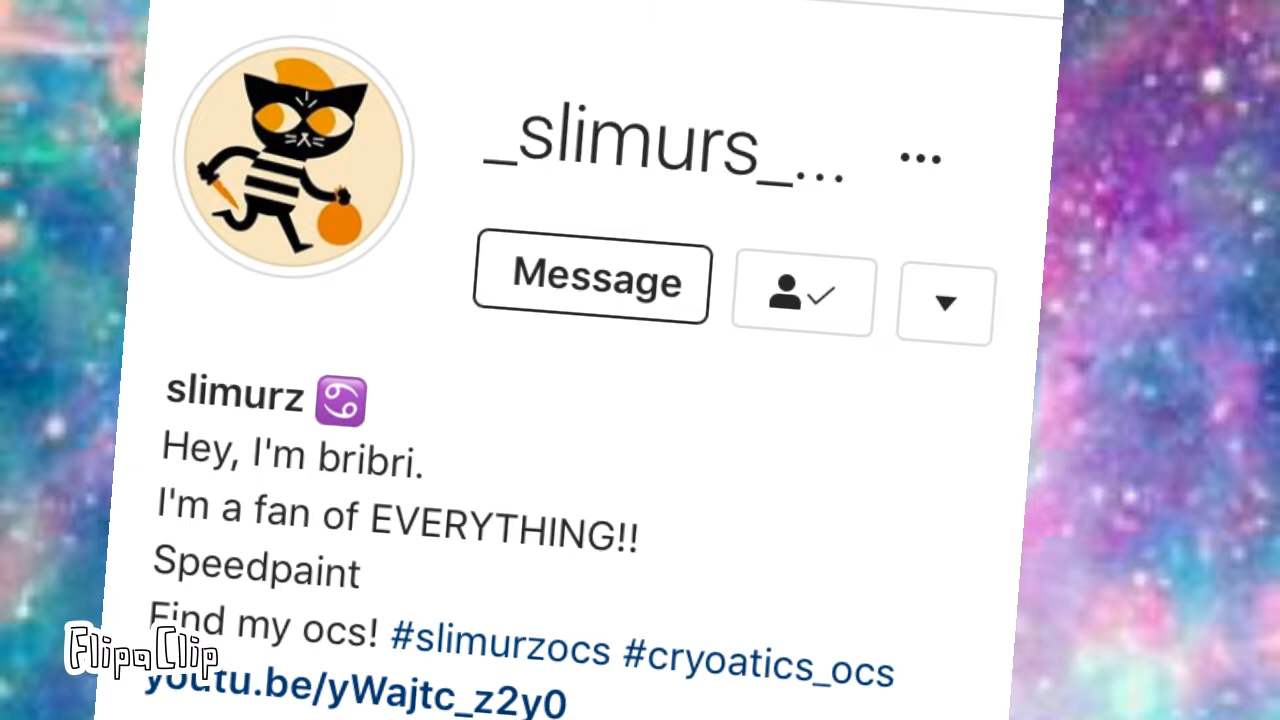 _slimurs_... ...
Message
slimurz ♋
Hey, I'm bribri.
I'm a fan of EVERYTHING!!
Speedpaint
Find my ocs! #slimurzocs #cryoatics_ocs
youtu.be/yWajtc_z2y0
FlipaClip